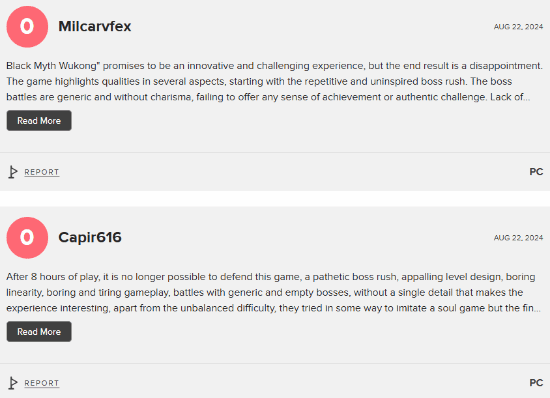 0 Milcarvfex AUG 22, 2024
Black Myth Wukong" promises to be an innovative and challenging experience, but the end result is a disappointment.
The game highlights qualities in several aspects, starting with the repetitive and uninspired boss rush. The boss
battles are generic and without charisma, failing to offer any sense of achievement or authentic challenge. Lack of...
Read More
REPORT PC
0 Capir616 AUG 22, 2024
After 8 hours of play, it is no longer possible to defend this game, a pathetic boss rush, appalling level design, boring
linearity, boring and tiring gameplay, battles with generic and empty bosses, without a single detail that makes the
experience interesting, apart from the unbalanced difficulty, they tried in some way to imitate a soul game but the fin...
Read More
REPORT PC